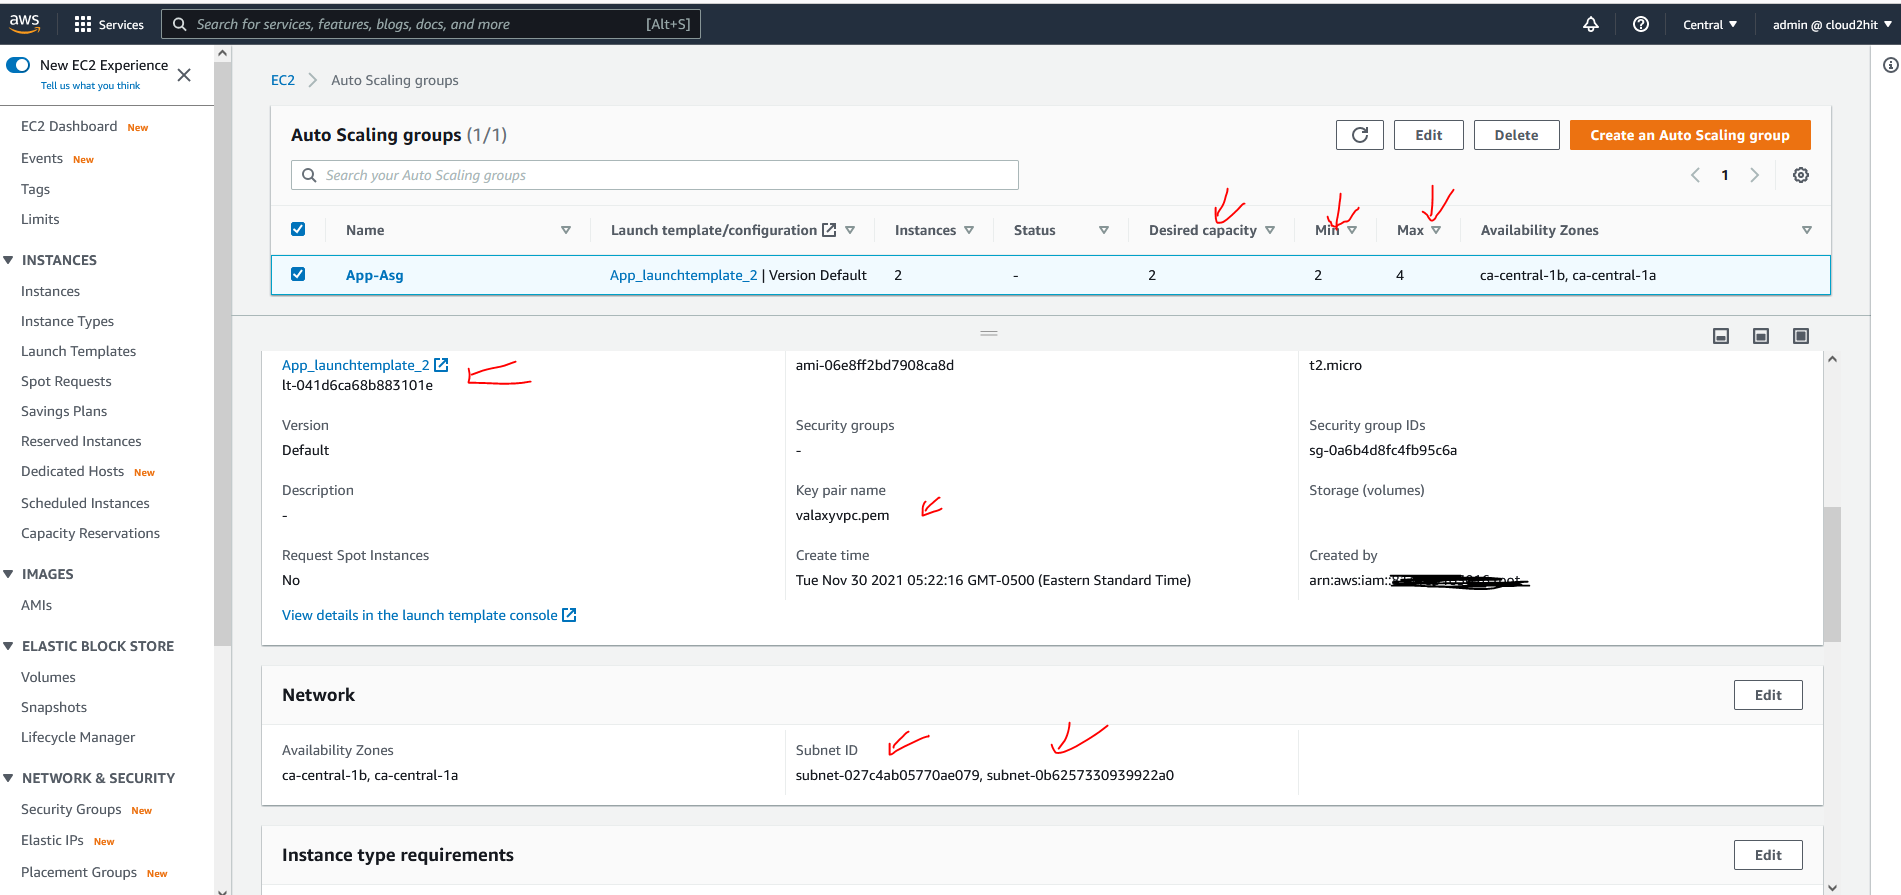 aws
Services
Search for services, features, blogs, docs, and more
[Alt+S]
Central
admin @ cloud2hit
New EC2 Experience
Tell us what you think
EC2 Dashboard New
Events New
Tags
Limits
INSTANCES
Instances
Instance Types
Launch Templates
Spot Requests
Savings Plans
Reserved Instances
Dedicated Hosts New
Scheduled Instances
Capacity Reservations
IMAGES
AMIs
ELASTIC BLOCK STORE
Volumes
Snapshots
Lifecycle Manager
NETWORK & SECURITY
Security Groups New
Elastic IPs New
Placement Groups New
EC2 Auto Scaling groups
Auto Scaling groups (1/1)
Edit
Delete
Create an Auto Scaling group
Search your Auto Scaling groups
1
Name Launch template/configuration Instances Status Desired capacity Min Max Availability Zones
App-Asg App_launchtemplate_2 | Version Default 2 - 2 2 4 ca-central-1b, ca-central-1a
App_launchtemplate_2
lt-041d6ca68b883101e
ami-06e8ff2bd7908ca8d
t2.micro
Version
Default
Security groups
-
Security group IDs
sg-0a6b4d8fc4fb95c6a
Description
-
Key pair name
valaxyvpc.pem
Storage (volumes)
Request Spot Instances
No
Create time
Tue Nov 30 2021 05:22:16 GMT-0500 (Eastern Standard Time)
Created by
arn:aws:iam::
View details in the launch template console
Network
Edit
Availability Zones
ca-central-1b, ca-central-1a
Subnet ID
subnet-027c4ab05770ae079, subnet-0b6257330939922a0
Instance type requirements
Edit